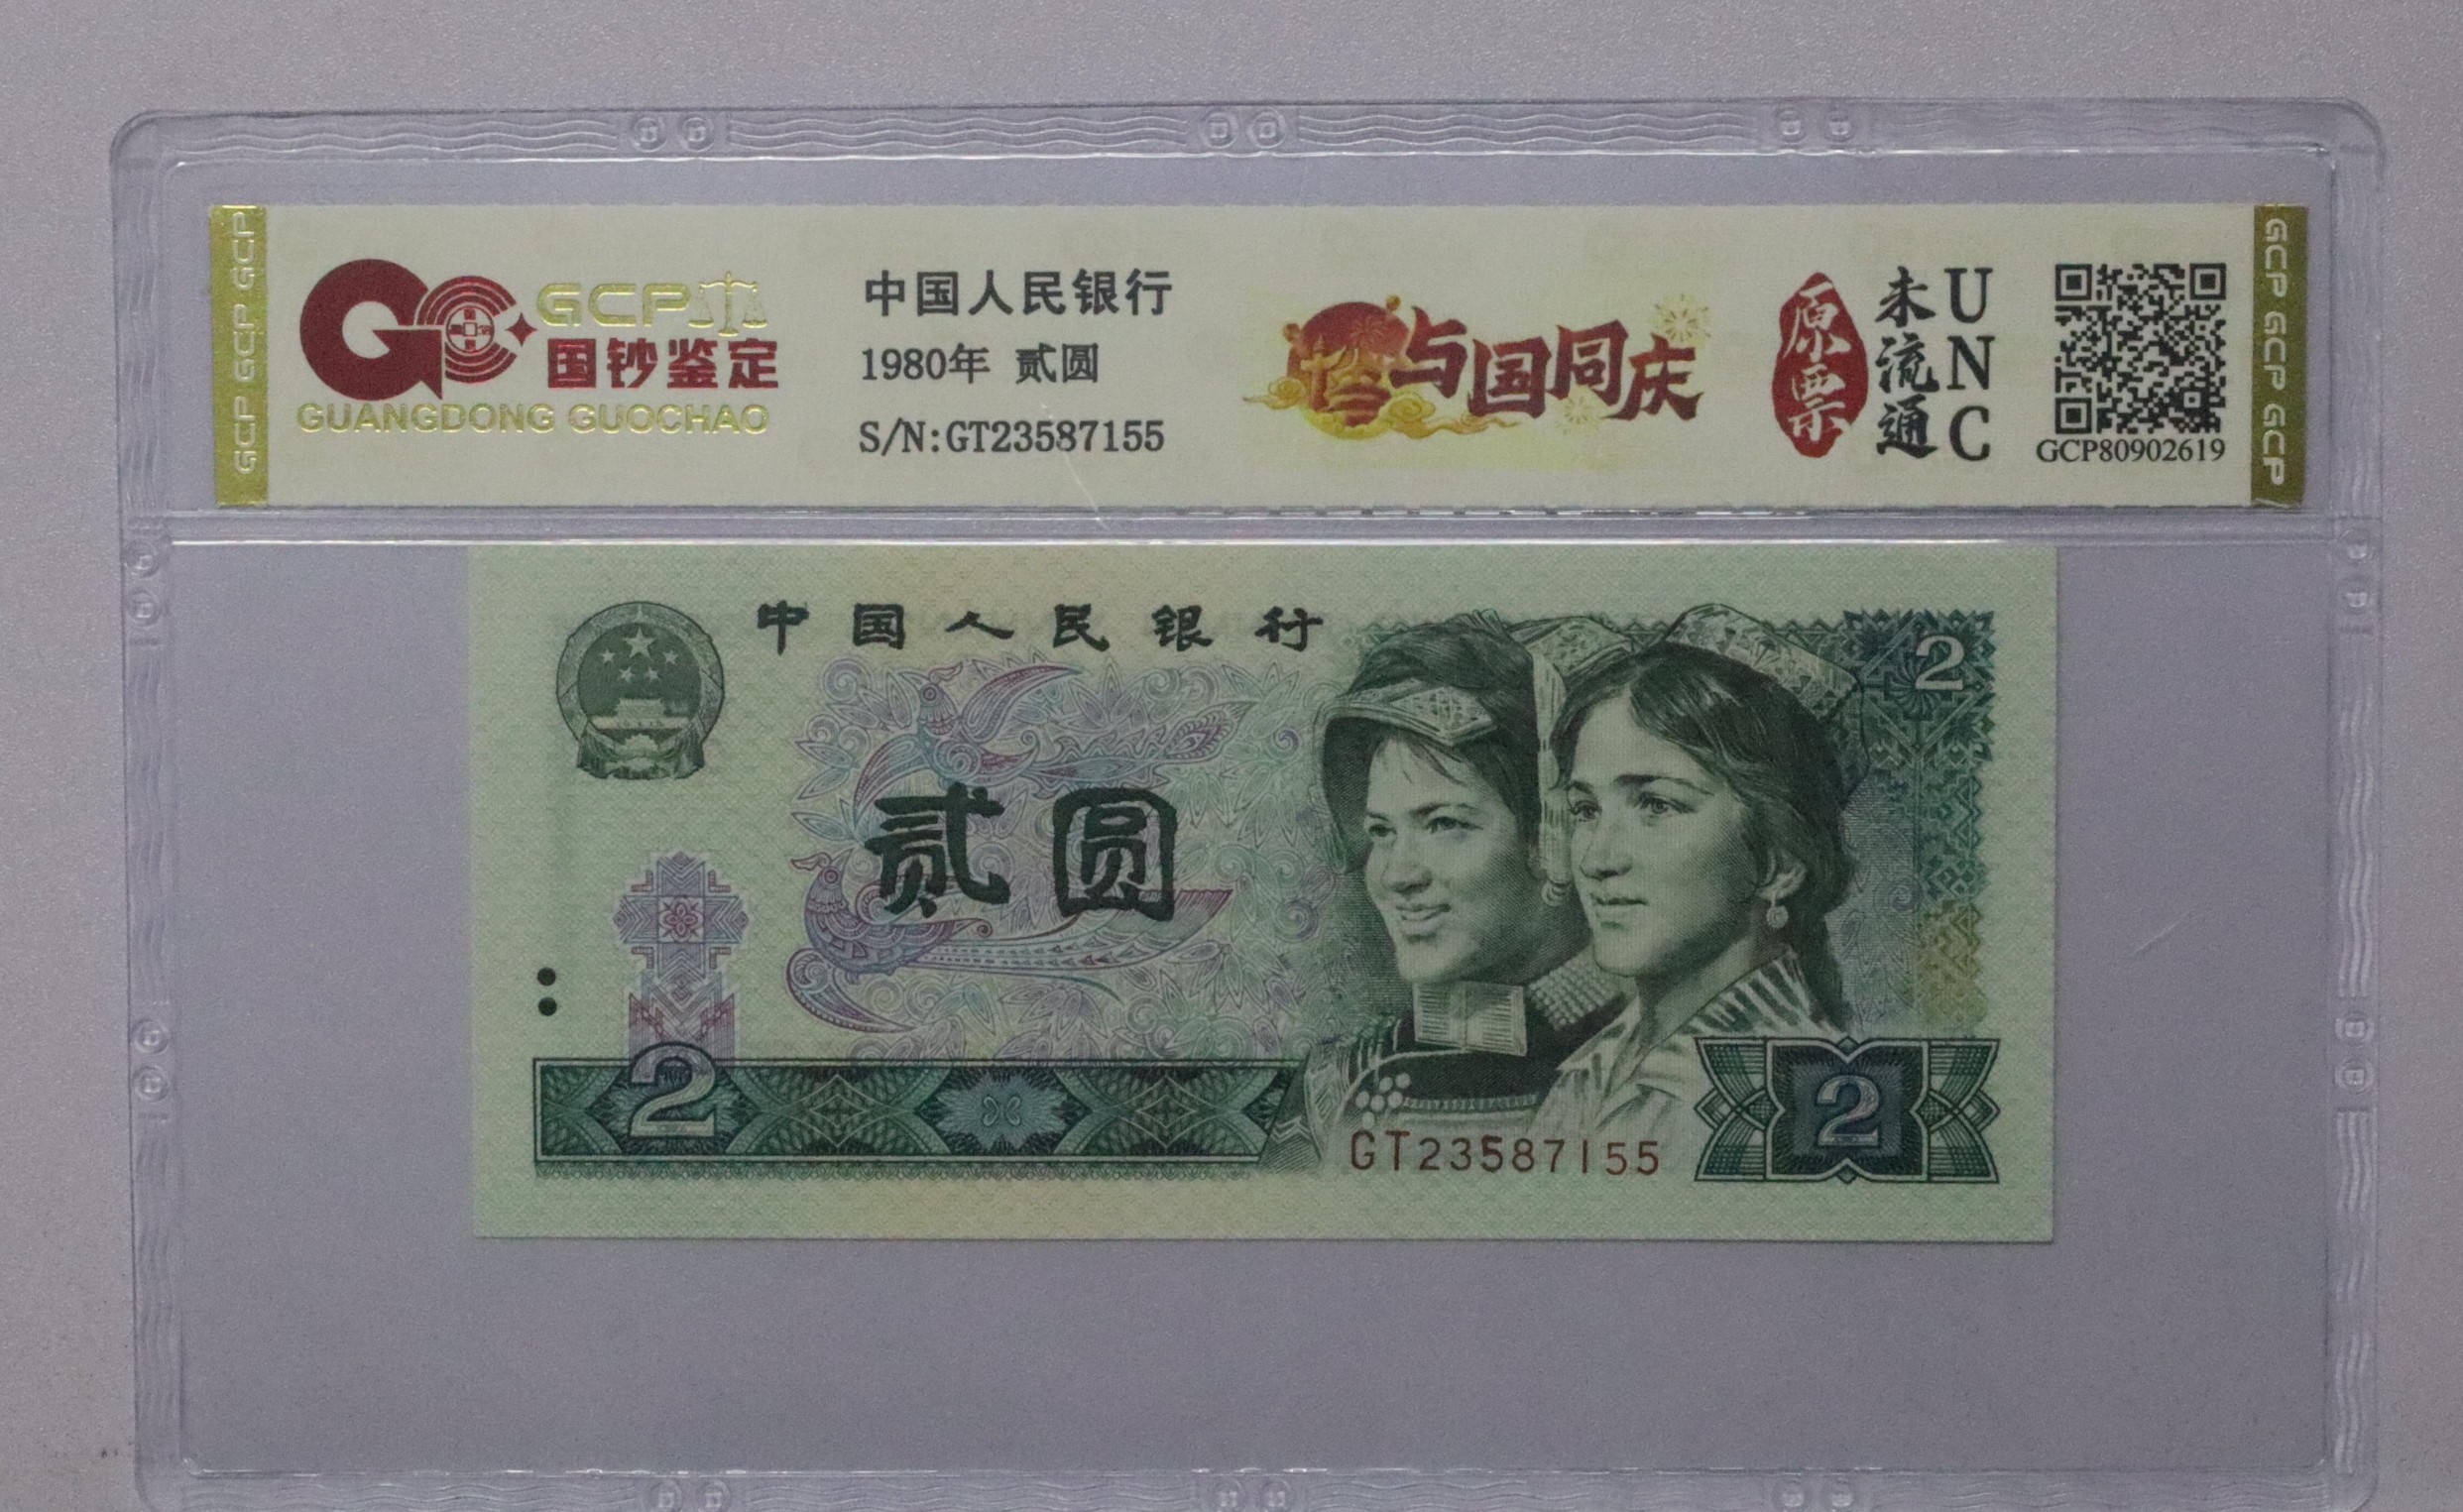 GCP GCP GCP
GCP
国钞鉴定
GUANGDONG GUOCHAO
中国人民银行
1980年 贰圆
S/N:GT23587155
与国同庆
原票
未流通
UNC
GCP80902619
GCP GCP GCP
中国人民银行
2
贰圆
2
GT23587155
2